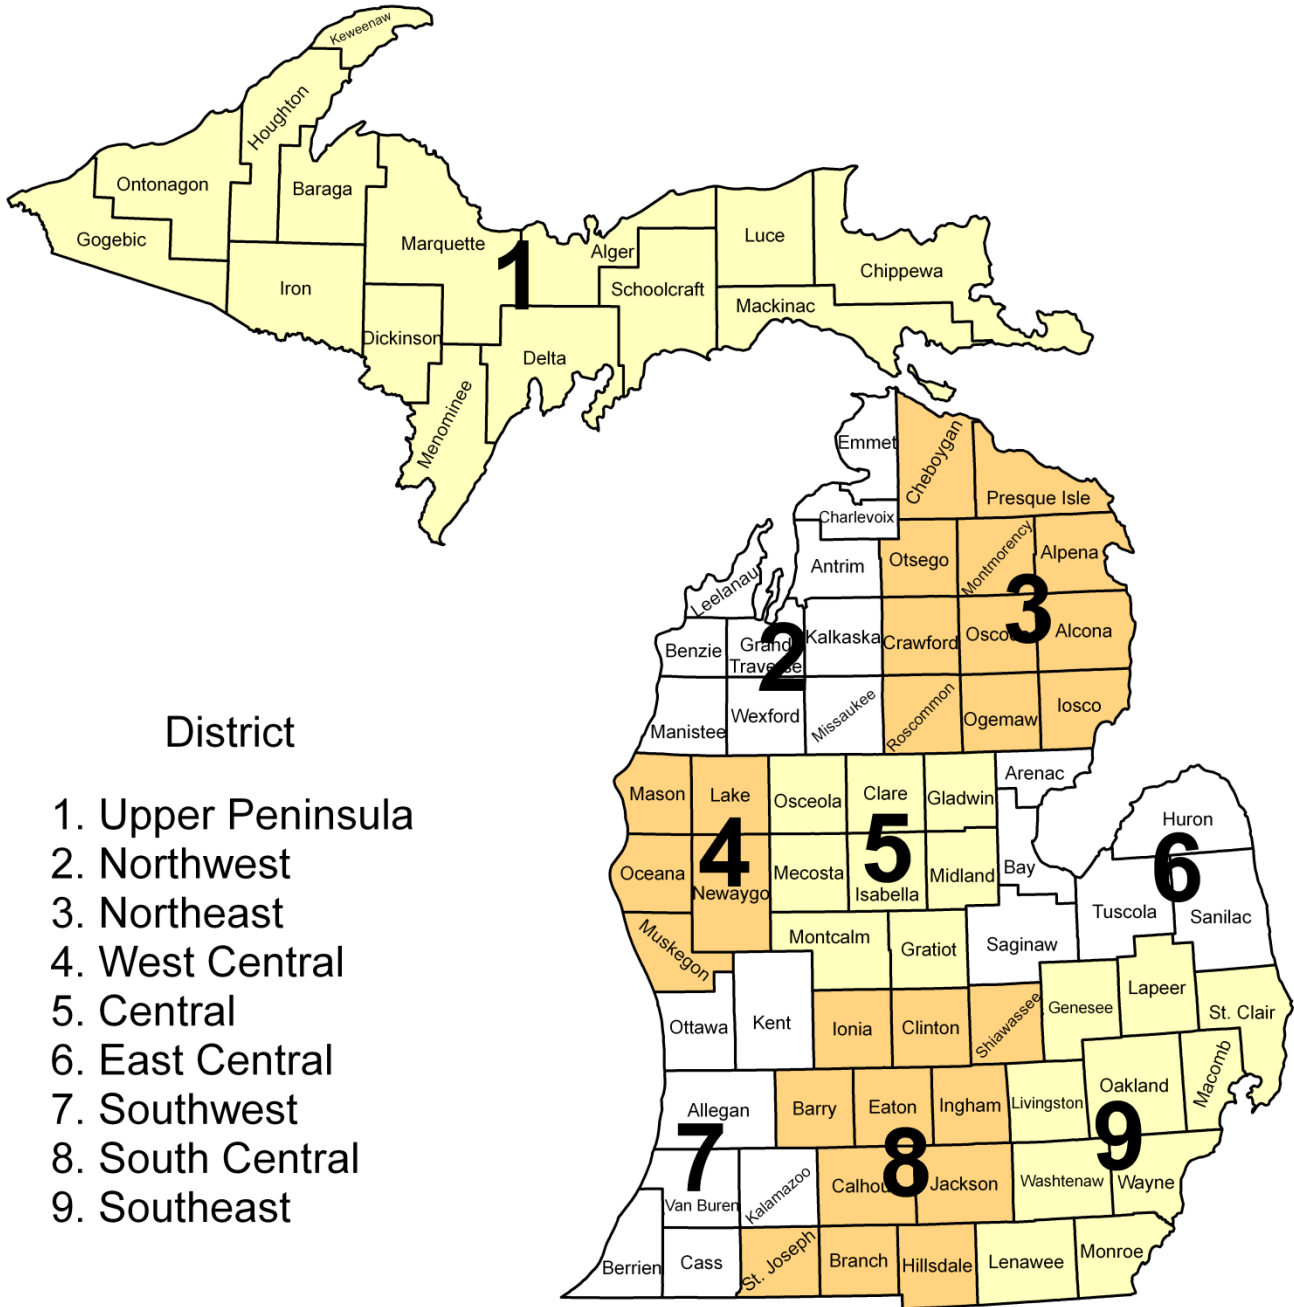 Keweenaw
Houghton
Ontonagon
Baraga
Gogebic
Marquette
Alger
Luce
Chippewa
1
Iron
Schoolcraft
Mackinac
Dickinson
Delta
Menominee
Emmet
Cheboygan
Presque Isle
Charlevoix
Antrim
Otsego
Montmorency
Alpena
Leelanau
3
Benzie
Grand
Traverse
2
Kalkaska
Crawford
Oscoda
Alcona
Manistee
Wexford
Missaukee
Roscommon
Ogemaw
Iosco
Arenac
Mason
Lake
Osceola
Clare
Gladwin
Huron
4
5
6
Oceana
Newaygo
Mecosta
Isabella
Midland
Bay
Tuscola
Sanilac
Muskegon
Montcalm
Gratiot
Saginaw
Genesee
Lapeer
St. Clair
Ottawa
Kent
Ionia
Clinton
Shiawassee
Allegan
Barry
Eaton
Ingham
Livingston
Oakland
Macomb
7
8
9
Van Buren
Kalamazoo
Calhoun
Jackson
Washtenaw
Wayne
Berrien
Cass
St. Joseph
Branch
Hillsdale
Lenawee
Monroe
District
1. Upper Peninsula
2. Northwest
3. Northeast
4. West Central
5. Central
6. East Central
7. Southwest
8. South Central
9. Southeast